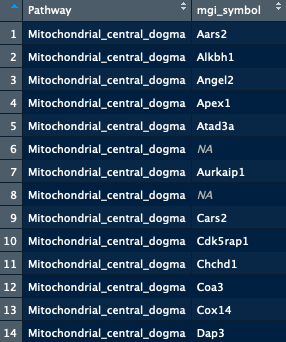 Pathway mgi_symbol
1 Mitochondrial_central_dogma Aars2
2 Mitochondrial_central_dogma Alkbh1
3 Mitochondrial_central_dogma Angel2
4 Mitochondrial_central_dogma Apex1
5 Mitochondrial_central_dogma Atad3a
6 Mitochondrial_central_dogma NA
7 Mitochondrial_central_dogma Aurkaip1
8 Mitochondrial_central_dogma NA
9 Mitochondrial_central_dogma Cars2
10 Mitochondrial_central_dogma Cdk5rap1
11 Mitochondrial_central_dogma Chchd1
12 Mitochondrial_central_dogma Coa3
13 Mitochondrial_central_dogma Cox14
14 Mitochondrial_central_dogma Dap3